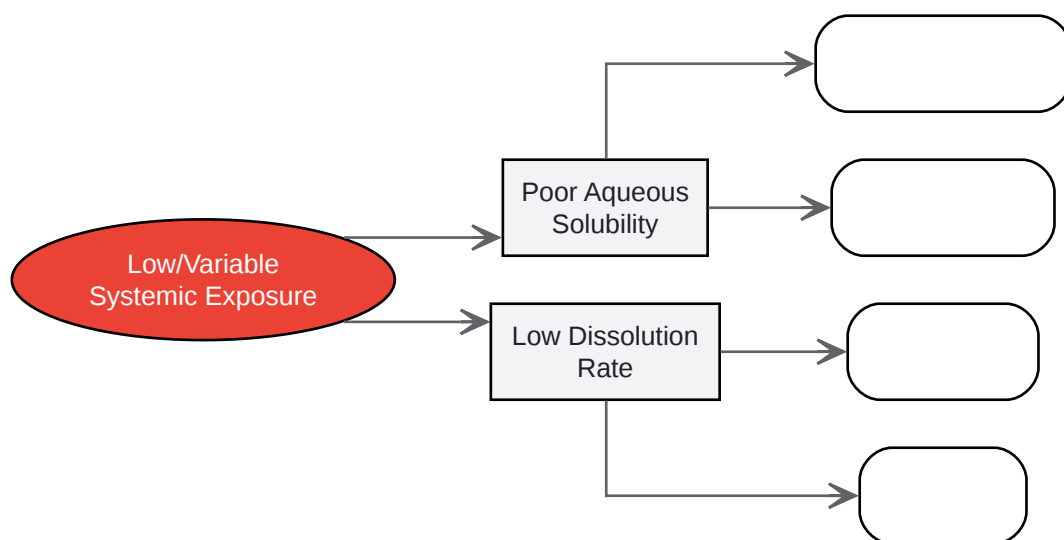 Low/Variable
Systemic Exposure
Poor Aqueous
Solubility
Low Dissolution
Rate